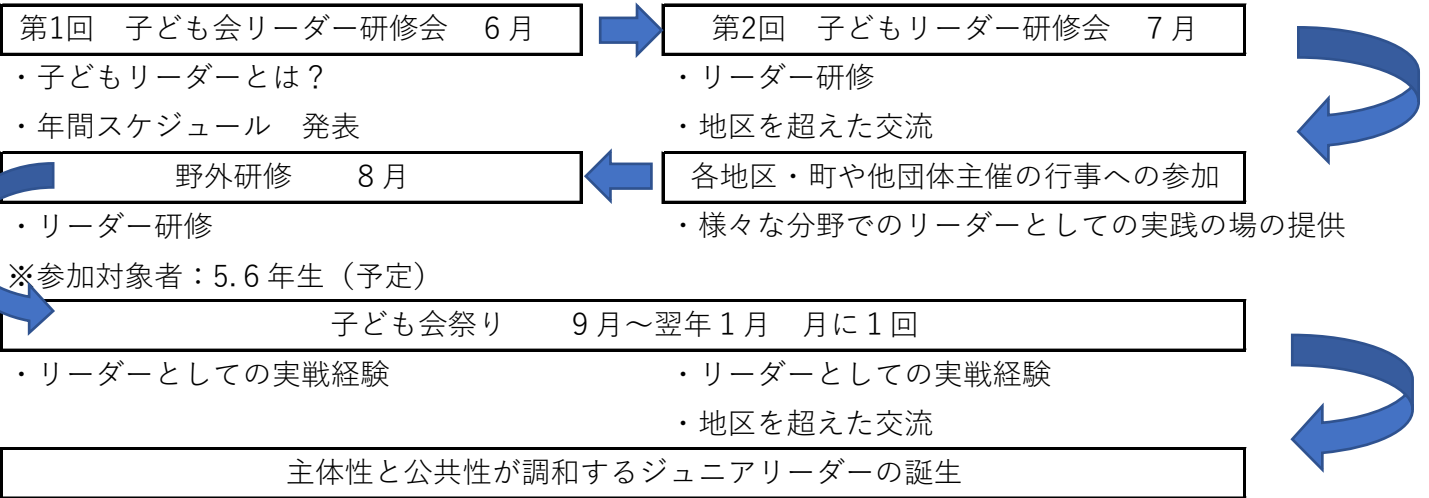 第1回　子ども会リーダー研修会　６月
第2回　子どもリーダー研修会　７月
・子どもリーダーとは？
・リーダー研修
・年間スケジュール　発表
・地区を超えた交流
野外研修　　８月
各地区・町や他団体主催の行事への参加
・リーダー研修
・様々な分野でのリーダーとしての実践の場の提供
※参加対象者：5.６年生（予定）
子ども会祭り　　９月～翌年１月　月に１回
・リーダーとしての実戦経験
・リーダーとしての実戦経験
・地区を超えた交流
主体性と公共性が調和するジュニアリーダーの誕生